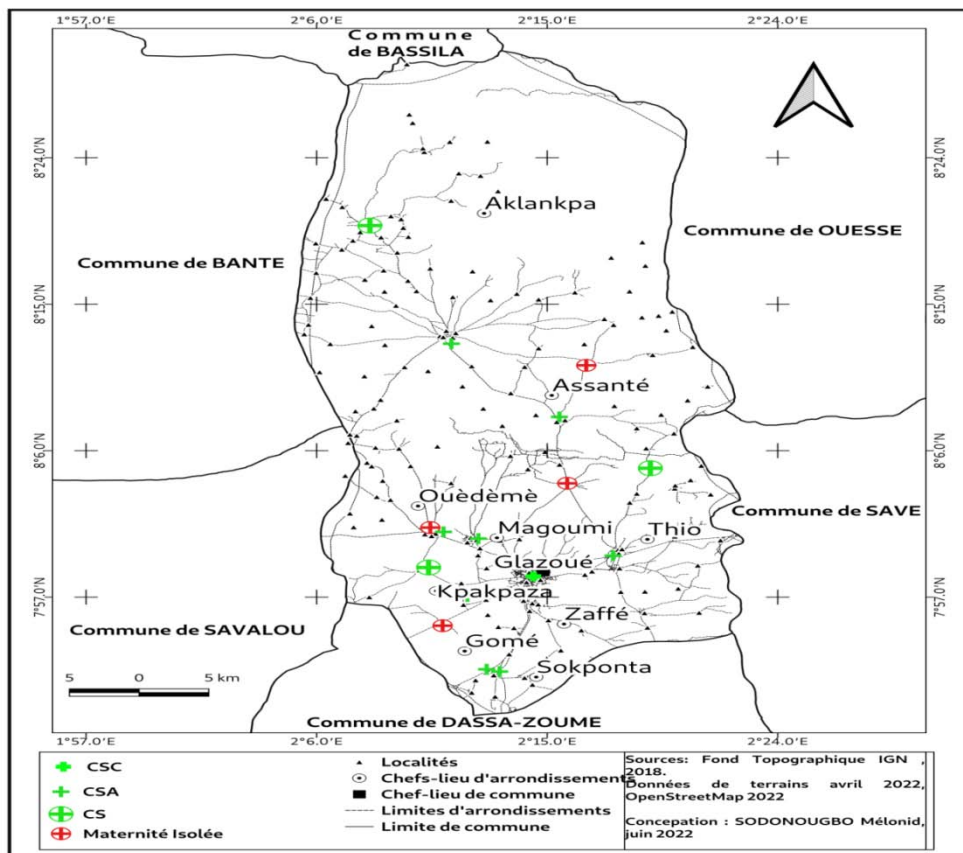 1°57.0'E 2°6.0'E 2°15.0'E 2°24.0'E
Commune
de BASSILA
8°24.0'N 8°24.0'N
Aklankpa
Commune de OUESSE
Commune de BANTE
8°15.0'N 8°15.0'N
Assanté
8°6.0'N 8°6.0'N
Ouèdèmè
Commune de SAVE
Magoumi Thio
Glazoué
Kpakpaza
7°57.0'N 7°57.0'N
Zaffé
Commune de SAVALOU
Gomé
Sokponta
5 0 5 km
Commune de DASSA-ZOUME
1°57.0'E 2°6.0'E 2°15.0'E 2°24.0'E
CSC
CSA
CS
Maternité Isolée
Localités
Chefs-lieu d'arrondissements
Chef-lieu de commune
Limites d'arrondissements
Limite de commune
Sources: Fond Topographique IGN ,
2018.
Données de terrains avril 2022,
OpenStreetMap 2022
Concepation : SODONOUGBO Mélonid,
juin 2022